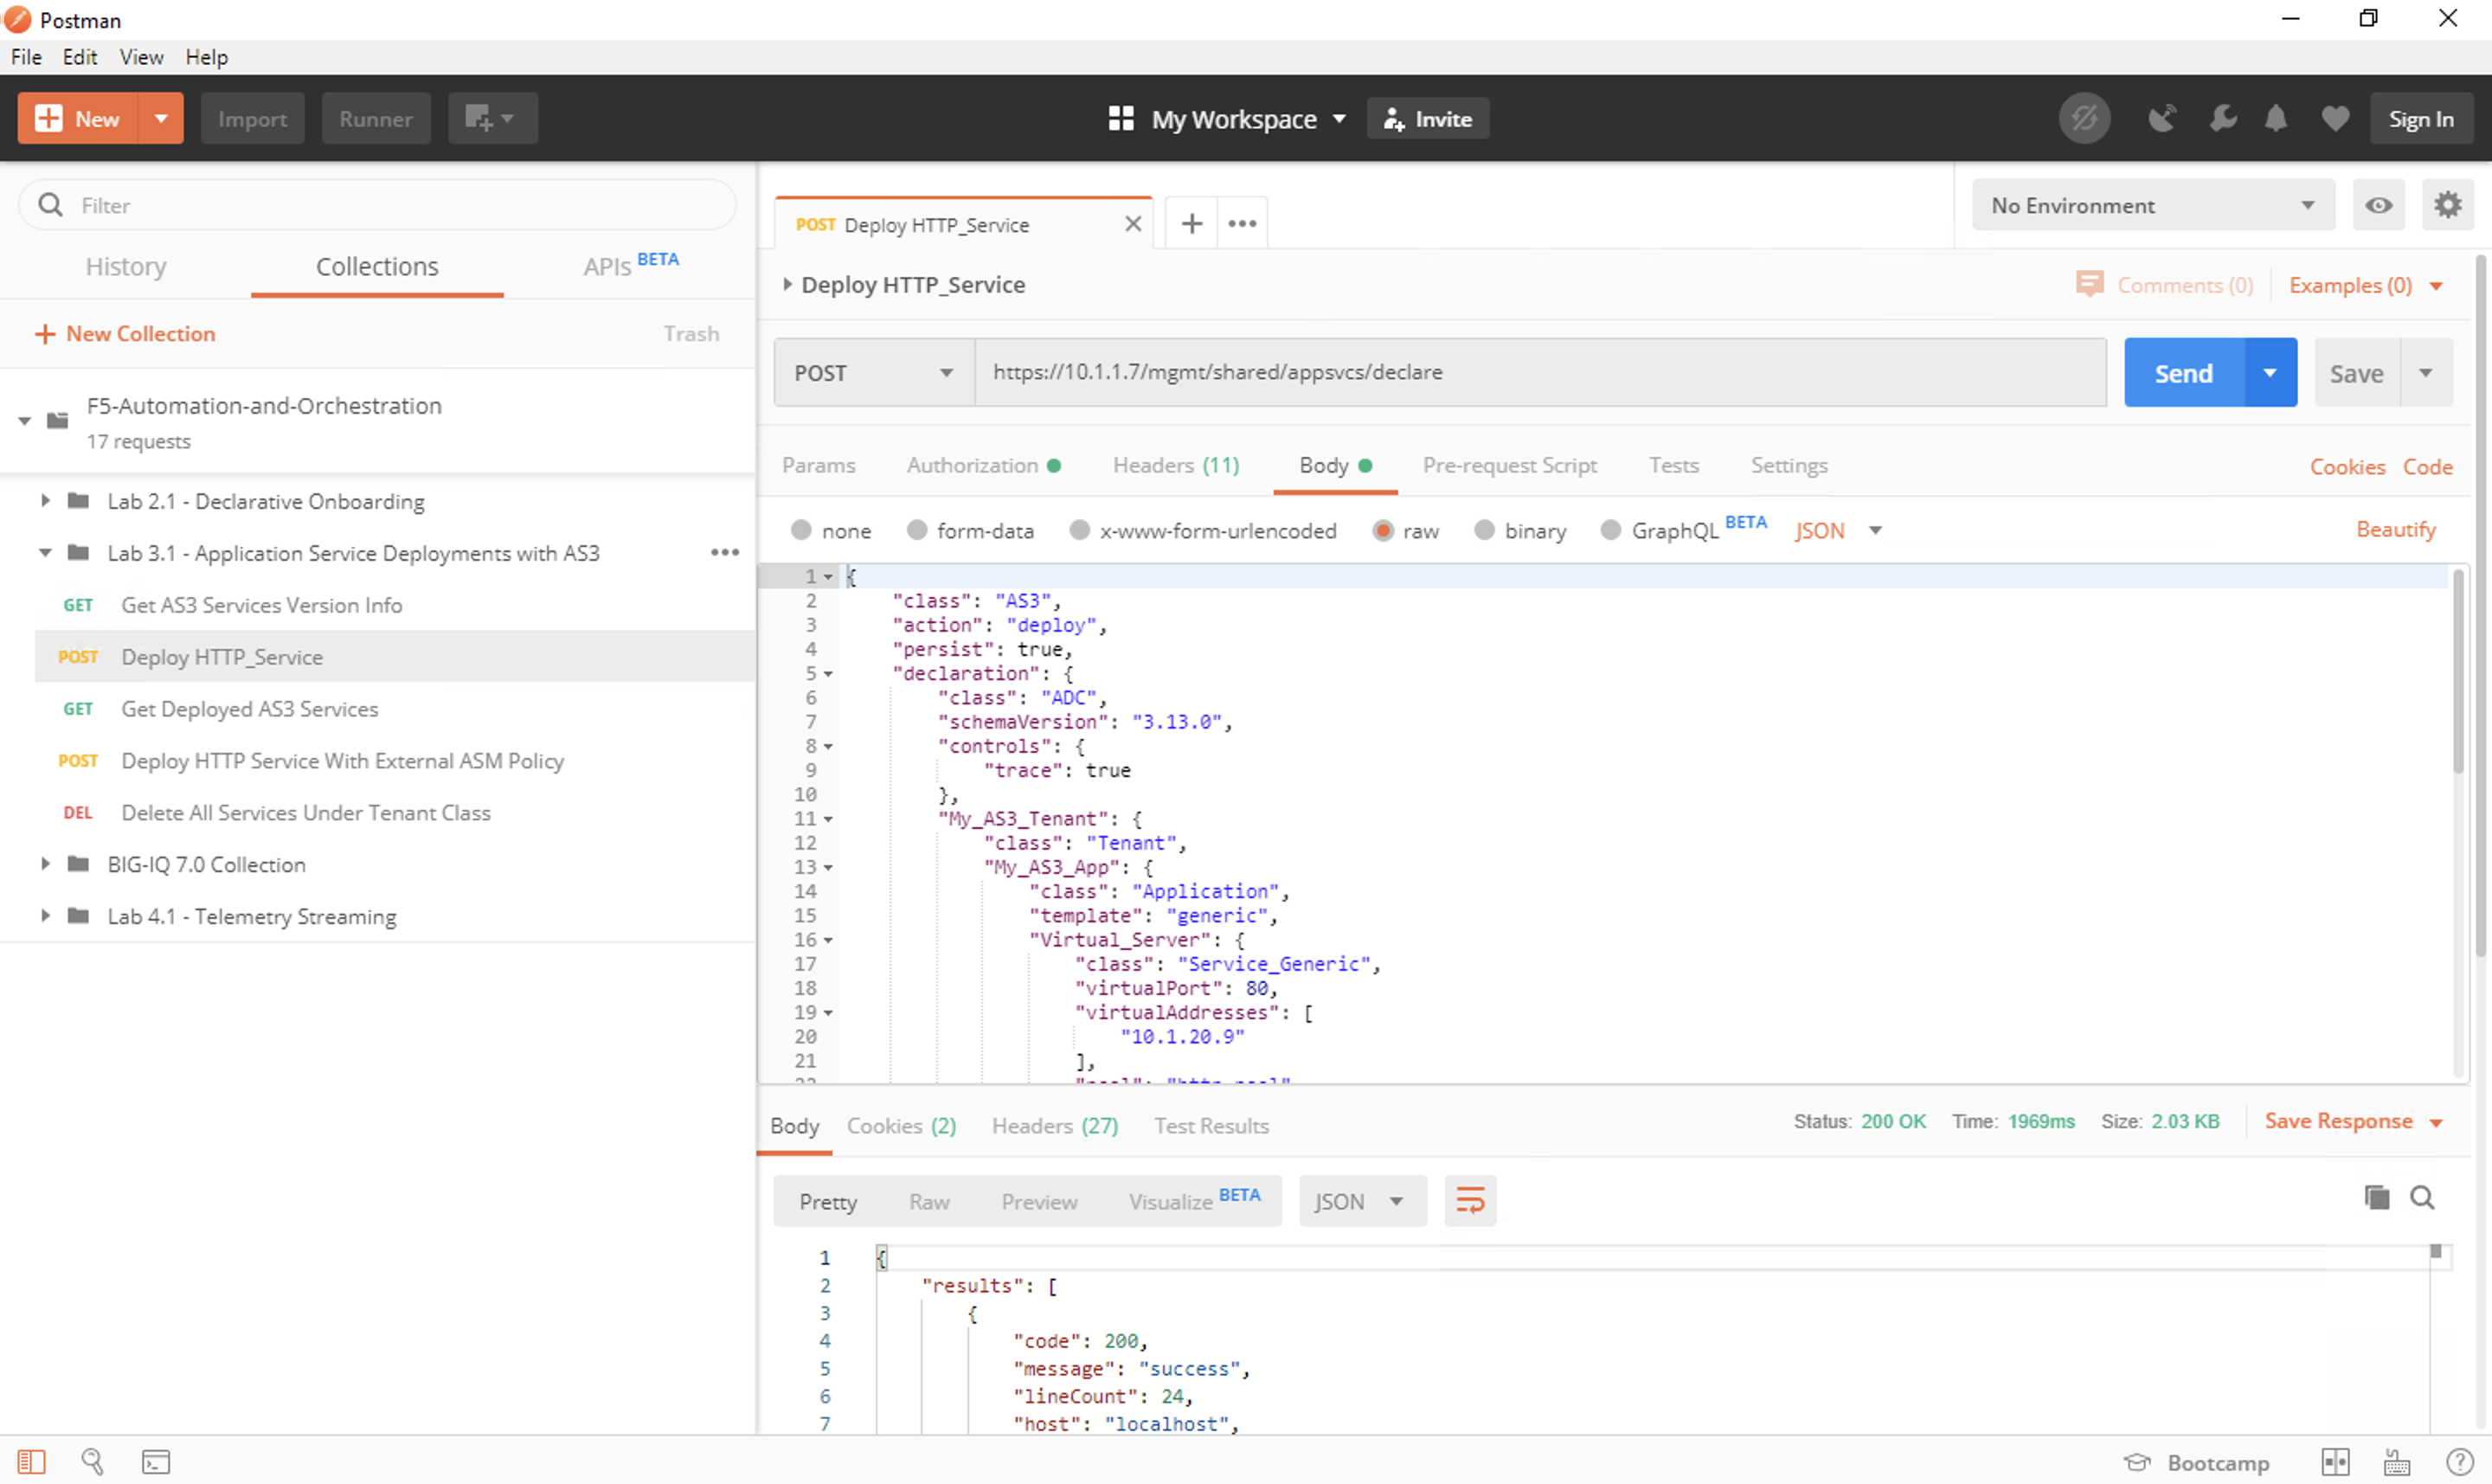 Postman
File Edit View Help
New Import Runner My Workspace Invite Sign In
Filter
History Collections APIs BETA
+ New Collection Trash
F5-Automation-and-Orchestration
17 requests
Lab 2.1 - Declarative Onboarding
Lab 3.1 - Application Service Deployments with AS3 •••
GET Get AS3 Services Version Info
POST Deploy HTTP_Service
GET Get Deployed AS3 Services
POST Deploy HTTP Service With External ASM Policy
DEL Delete All Services Under Tenant Class
BIG-IQ 7.0 Collection
Lab 4.1 - Telemetry Streaming
POST Deploy HTTP_Service + ••• No Environment
Deploy HTTP_Service Comments (0) Examples (0)
POST https://10.1.1.7/mgmt/shared/appsvcs/declare Send Save
Params Authorization Headers (11) Body Pre-request Script Tests Settings Cookies Code
none form-data x-www-form-urlencoded raw binary GraphQL BETA JSON Beautify
1 {
2 "class": "AS3",
3 "action": "deploy",
4 "persist": true,
5 "declaration": {
6 "class": "ADC",
7 "schemaVersion": "3.13.0",
8 "controls": {
9 "trace": true
10 },
11 "My_AS3_Tenant": {
12 "class": "Tenant",
13 "My_AS3_App": {
14 "class": "Application",
15 "template": "generic",
16 "Virtual_Server": {
17 "class": "Service_Generic",
18 "virtualPort": 80,
19 "virtualAddresses": [
20 "10.1.20.9"
21 ],
Body Cookies (2) Headers (27) Test Results Status: 200 OK Time: 1969ms Size: 2.03 KB Save Response
Pretty Raw Preview Visualize BETA JSON
1 {
2 "results": [
3 {
4 "code": 200,
5 "message": "success",
6 "lineCount": 24,
7 "host": "localhost",
Bootcamp